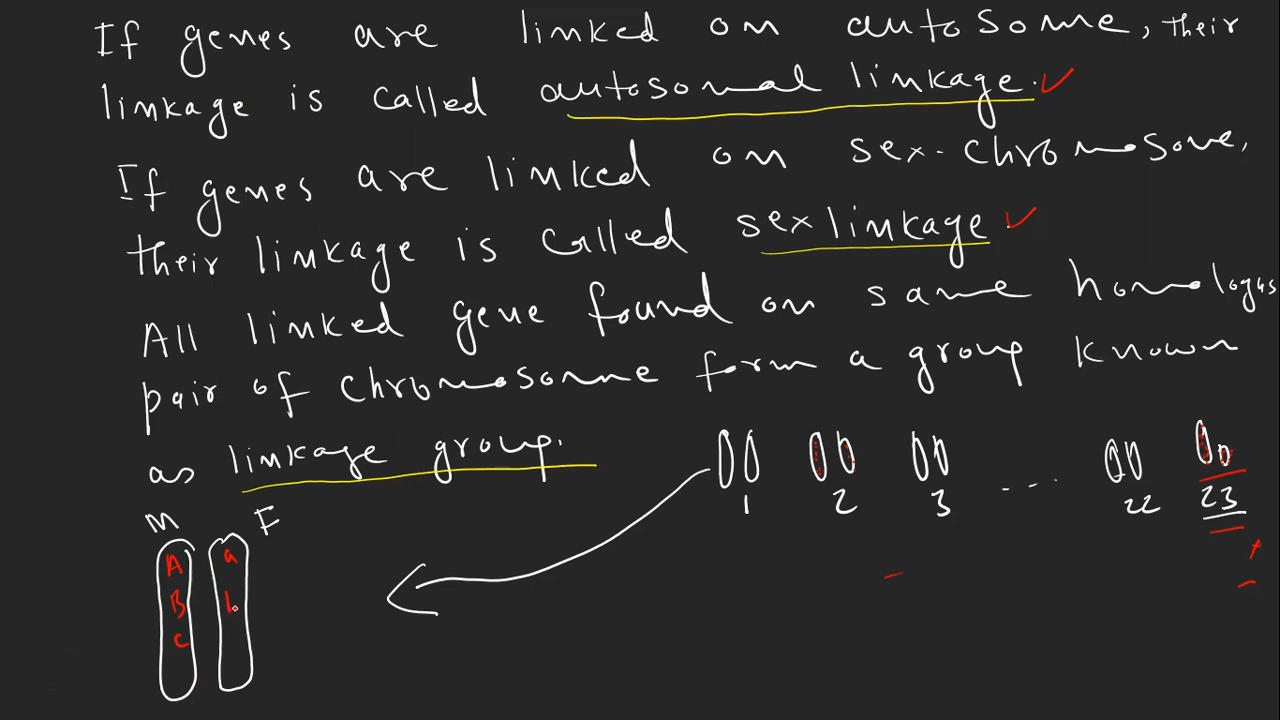 If genes are linked on autosome, their
linkage is called autosomal linkage.
If genes are linked on sex-chromosome,
their linkage is called sex linkage
All linked gene found on same homologus
pair of chromosome form a group known
as linkage group.
1 2 3 ... 22 23
M F
A a
B
C